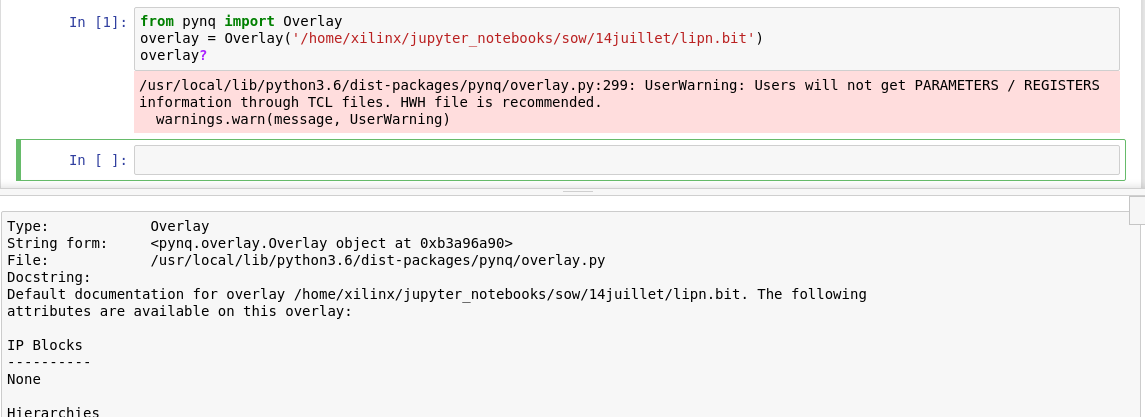 In [1]: from pynq import Overlay
overlay = Overlay('/home/xilinx/jupyter_notebooks/sow/14juillet/lipn.bit')
overlay?
/usr/local/lib/python3.6/dist-packages/pynq/overlay.py:299: UserWarning: Users will not get PARAMETERS / REGISTERS
information through TCL files. HWH file is recommended.
  warnings.warn(message, UserWarning)
In [ ]:
Type:            Overlay
String form:     <pynq.overlay.Overlay object at 0xb3a96a90>
File:            /usr/local/lib/python3.6/dist-packages/pynq/overlay.py
Docstring:
Default documentation for overlay /home/xilinx/jupyter_notebooks/sow/14juillet/lipn.bit. The following
attributes are available on this overlay:
IP Blocks
----------
None
Hierarchies